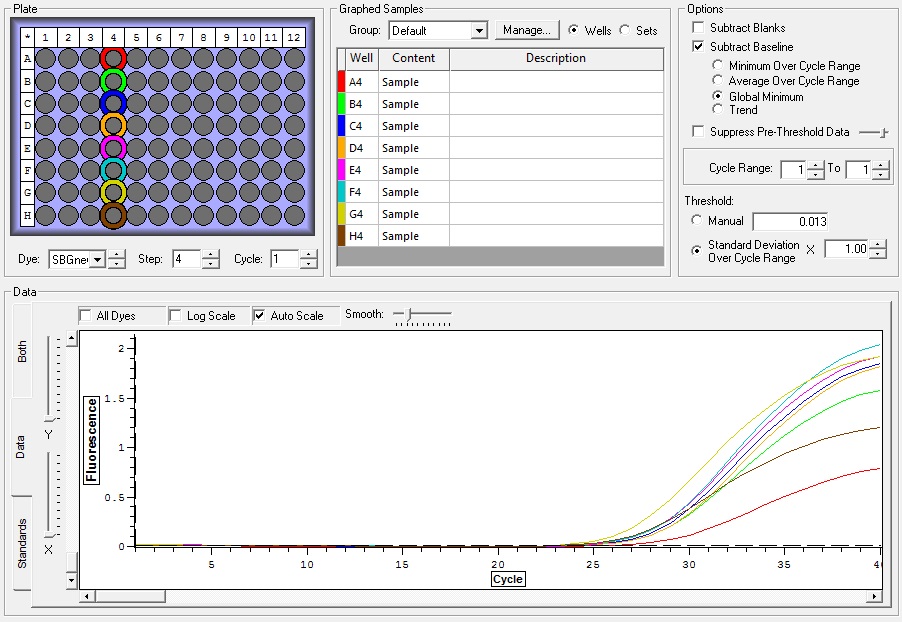 Plate
* 1 2 3 4 5 6 7 8 9 10 11 12
A
B
C
D
E
F
G
H
Dye: SBGne Step: 4 Cycle: 1
Graphed Samples
Group: Default Manage... Wells Sets
Well Content Description
A4 Sample
B4 Sample
C4 Sample
D4 Sample
E4 Sample
F4 Sample
G4 Sample
H4 Sample
Options
Subtract Blanks
Subtract Baseline
Minimum Over Cycle Range
Average Over Cycle Range
Global Minimum
Trend
Suppress Pre-Threshold Data
Cycle Range: 1 To 1
Threshold:
Manual 0.013
Standard Deviation
Over Cycle Range X 1.00
Data
All Dyes Log Scale Auto Scale Smooth:
Both
Data
Standards
Y
X
Fluorescence
2
1.5
1
0.5
0
5 10 15 20 25 30 35 4
Cycle